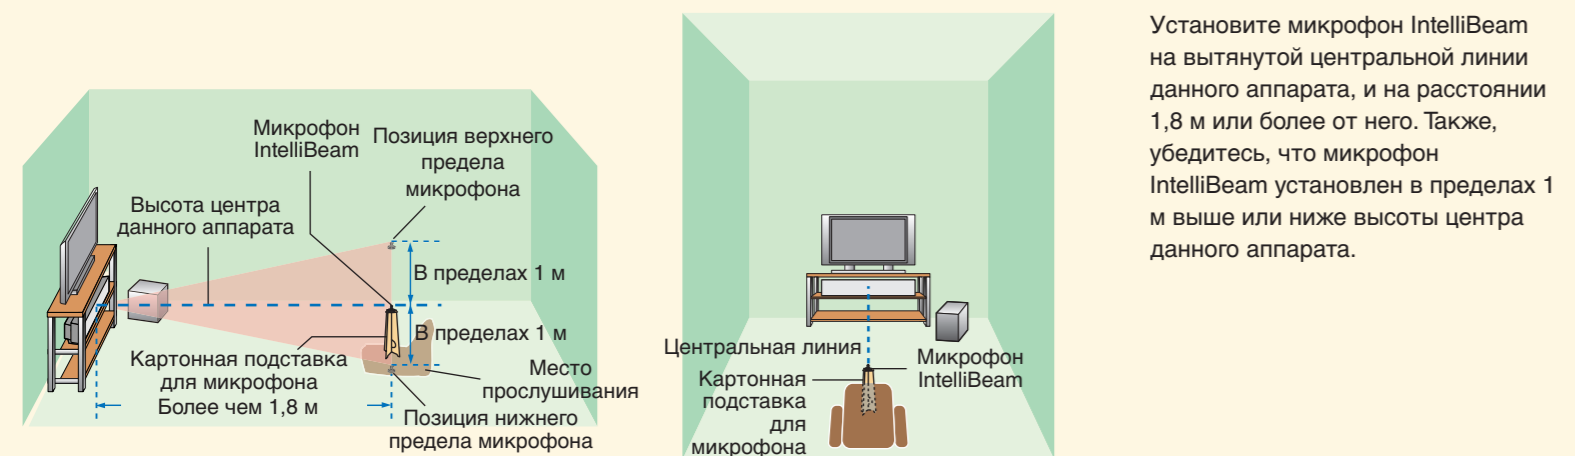 Микрофон
IntelliBeam
Позиция верхнего
предела
микрофона
Высота центра
данного аппарата
В пределах 1 м
В пределах 1 м
Картонная подставка
для микрофона
Более чем 1,8 м
Место
прослушивания
Позиция нижнего
предела микрофона
Центральная линия
Микрофон
IntelliBeam
Картонная
подставка
для
микрофона
Установите микрофон IntelliBeam
на вытянутой центральной линии
данного аппарата, и на расстоянии
1,8 м или более от него. Также,
убедитесь, что микрофон
IntelliBeam установлен в пределах 1
м выше или ниже высоты центра
данного аппарата.